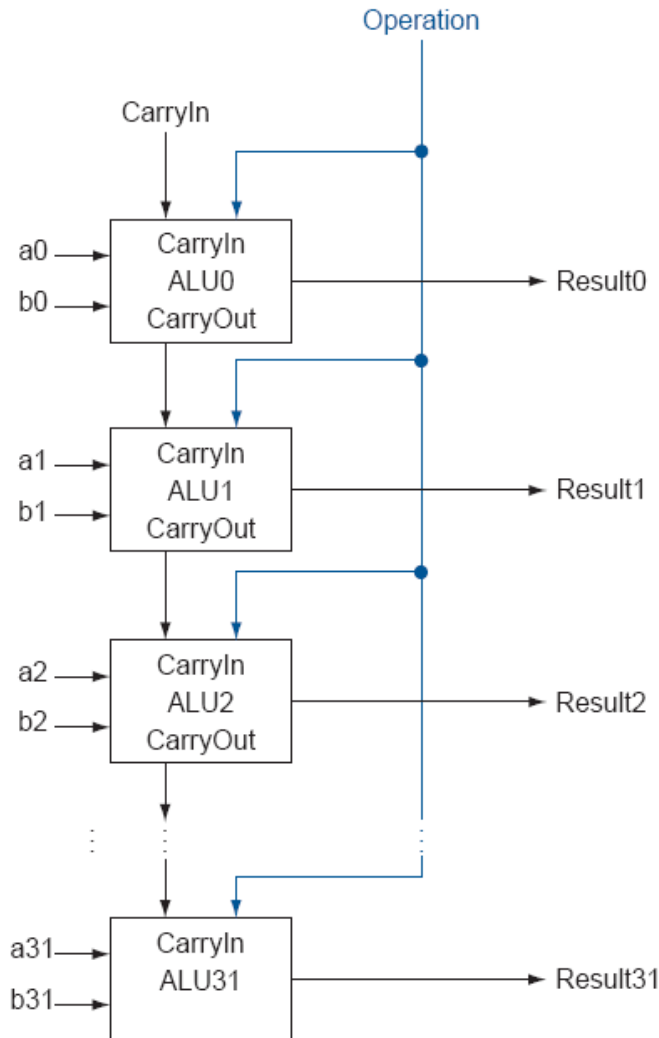 Operation
CarryIn
a0
b0
CarryIn
ALU0
CarryOut
Result0
a1
b1
CarryIn
ALU1
CarryOut
Result1
a2
b2
CarryIn
ALU2
CarryOut
Result2
a31
b31
CarryIn
ALU31
Result31